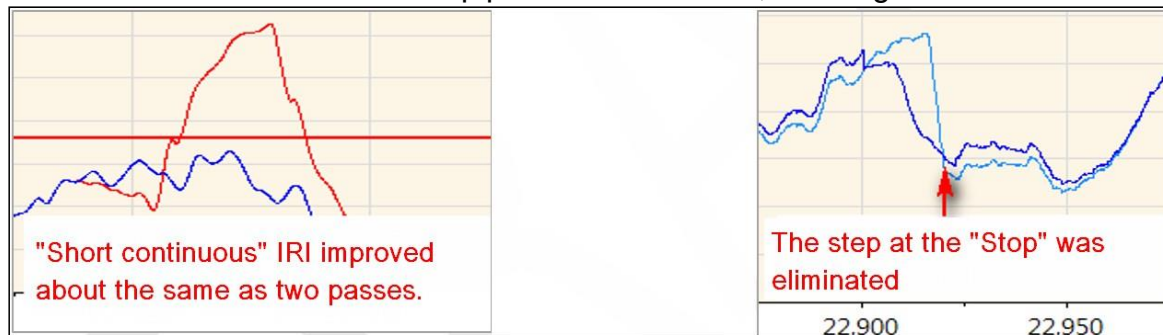 "Short continuous" IRI improved
about the same as two passes.
The step at the "Stop" was
eliminated
22.900 22.950